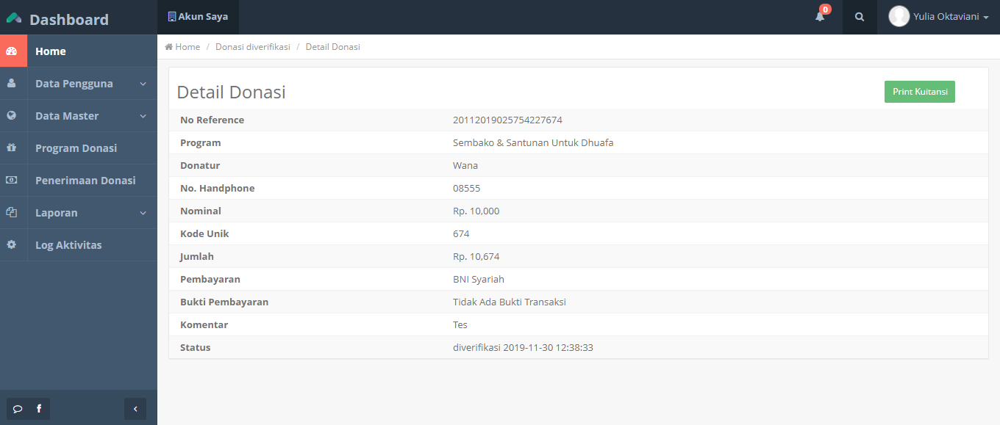 Dashboard
Akun Saya
0
Yulia Oktaviani
Home
Data Pengguna
Data Master
Program Donasi
Penerimaan Donasi
Laporan
Log Aktivitas
Home / Donasi diverifikasi / Detail Donasi
Detail Donasi
Print Kuitansi
No Reference 20112019025754227674
Program Sembako & Santunan Untuk Dhuafa
Donatur Wana
No. Handphone 08555
Nominal Rp. 10,000
Kode Unik 674
Jumlah Rp. 10,674
Pembayaran BNI Syariah
Bukti Pembayaran Tidak Ada Bukti Transaksi
Komentar Tes
Status diverifikasi 2019-11-30 12:38:33